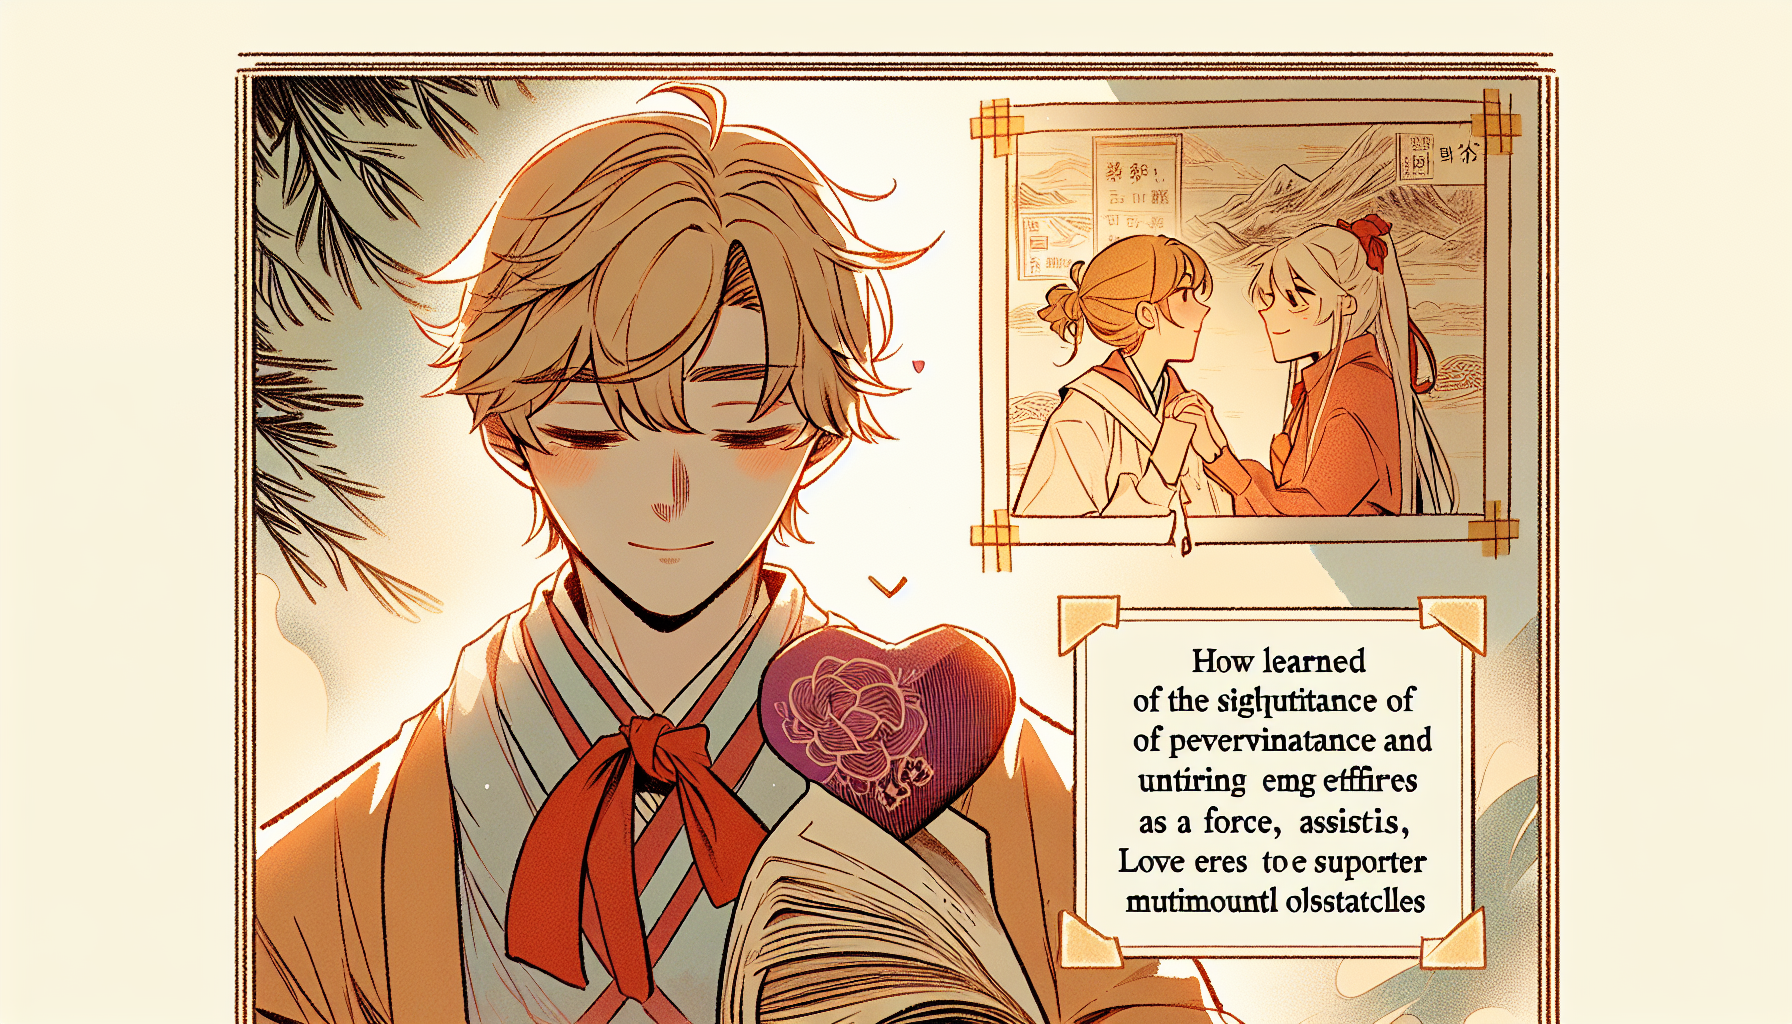 How learned
of the sighutitance of
of pevervinatance and
untiring emg etffires
as a force, assistis,
Love eres to e suporter
mutimountl olsstatclles